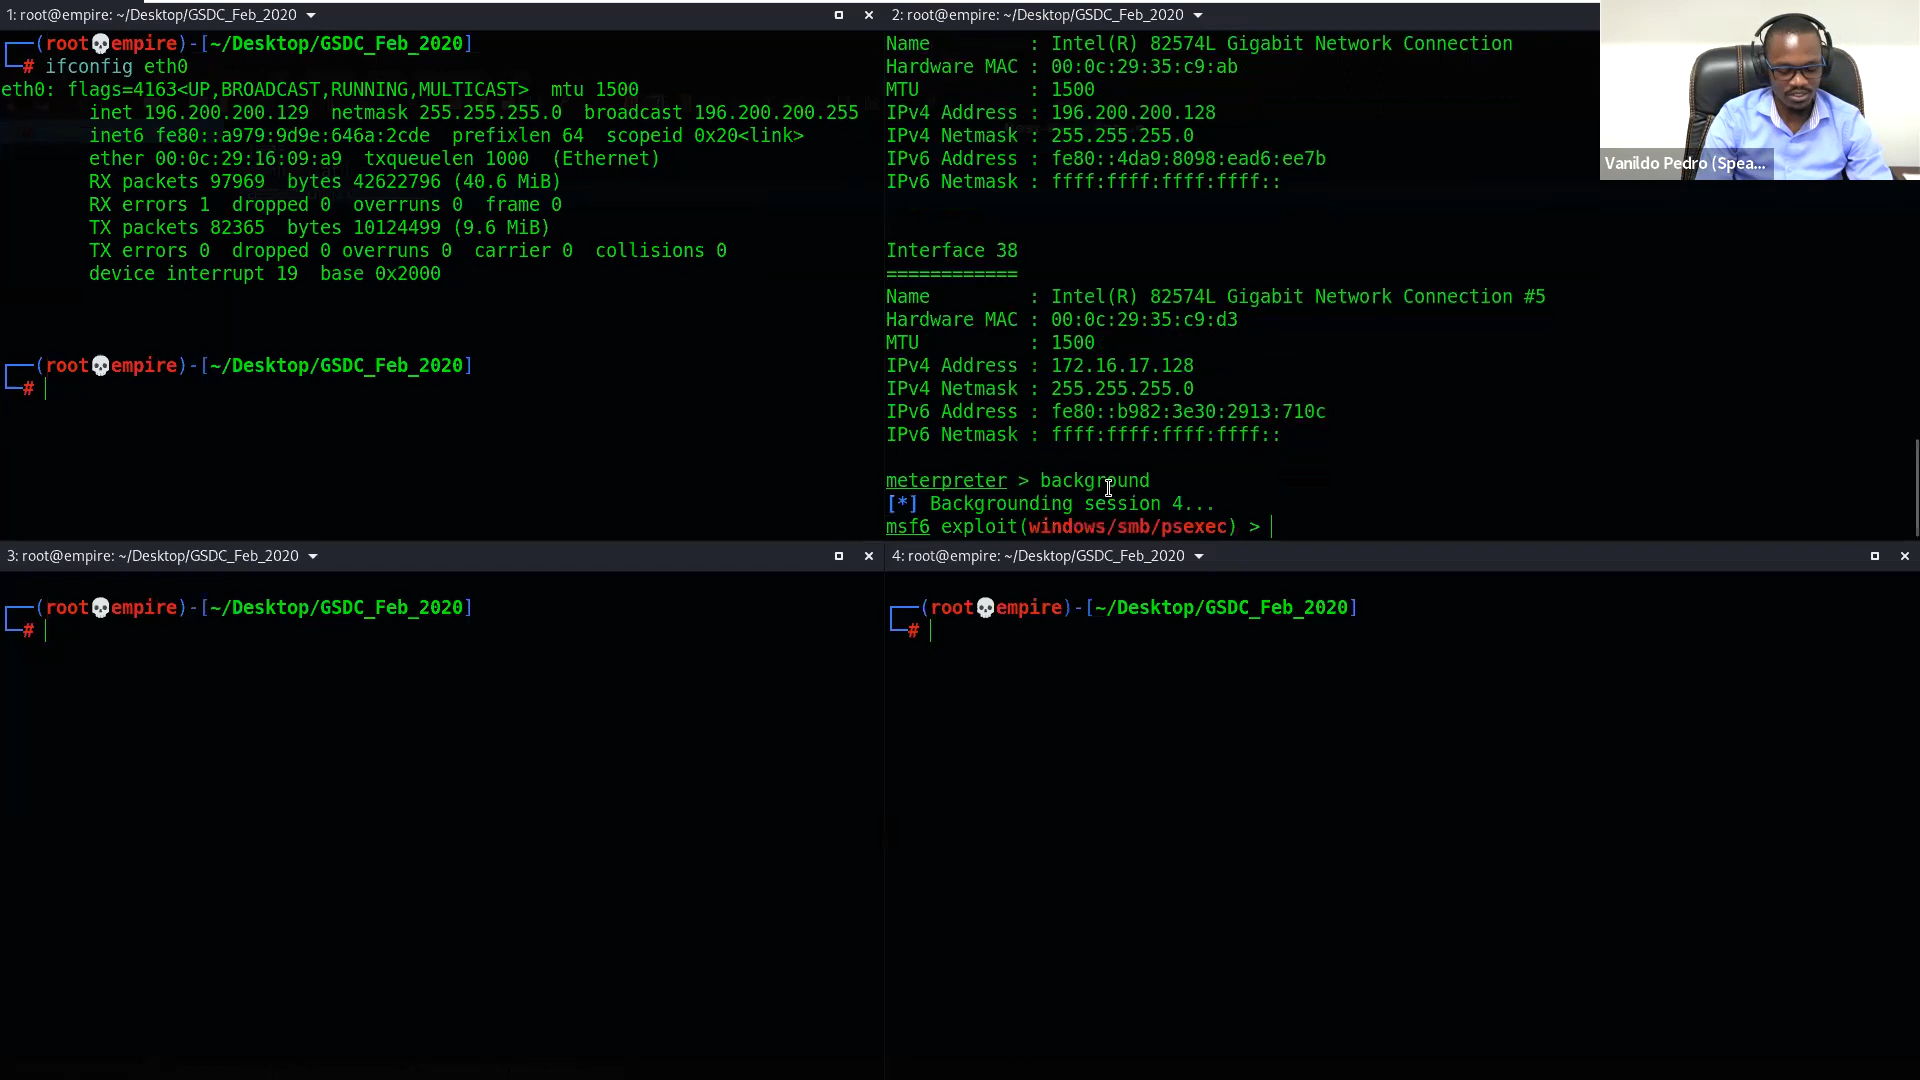 1: root@empire: ~/Desktop/GSDC_Feb_2020
┌──(root💀empire)-[~/Desktop/GSDC_Feb_2020]
└─# ifconfig eth0
eth0: flags=4163<UP,BROADCAST,RUNNING,MULTICAST>  mtu 1500
        inet 196.200.200.129  netmask 255.255.255.0  broadcast 196.200.200.255
        inet6 fe80::a979:9d9e:646a:2cde  prefixlen 64  scopeid 0x20<link>
        ether 00:0c:29:16:09:a9  txqueuelen 1000  (Ethernet)
        RX packets 97969  bytes 42622796 (40.6 MiB)
        RX errors 1  dropped 0  overruns 0  frame 0
        TX packets 82365  bytes 10124499 (9.6 MiB)
        TX errors 0  dropped 0 overruns 0  carrier 0  collisions 0
        device interrupt 19  base 0x2000
┌──(root💀empire)-[~/Desktop/GSDC_Feb_2020]
└─#
2: root@empire: ~/Desktop/GSDC_Feb_2020
Name         : Intel(R) 82574L Gigabit Network Connection
Hardware MAC : 00:0c:29:35:c9:ab
MTU          : 1500
IPv4 Address : 196.200.200.128
IPv4 Netmask : 255.255.255.0
IPv6 Address : fe80::4da9:8098:ead6:ee7b
IPv6 Netmask : ffff:ffff:ffff:ffff::
Interface 38
============
Name         : Intel(R) 82574L Gigabit Network Connection #5
Hardware MAC : 00:0c:29:35:c9:d3
MTU          : 1500
IPv4 Address : 172.16.17.128
IPv4 Netmask : 255.255.255.0
IPv6 Address : fe80::b982:3e30:2913:710c
IPv6 Netmask : ffff:ffff:ffff:ffff::
meterpreter > background
[*] Backgrounding session 4...
msf6 exploit(windows/smb/psexec) >
Vanildo Pedro (Spea...
3: root@empire: ~/Desktop/GSDC_Feb_2020
┌──(root💀empire)-[~/Desktop/GSDC_Feb_2020]
└─#
4: root@empire: ~/Desktop/GSDC_Feb_2020
┌──(root💀empire)-[~/Desktop/GSDC_Feb_2020]
└─#